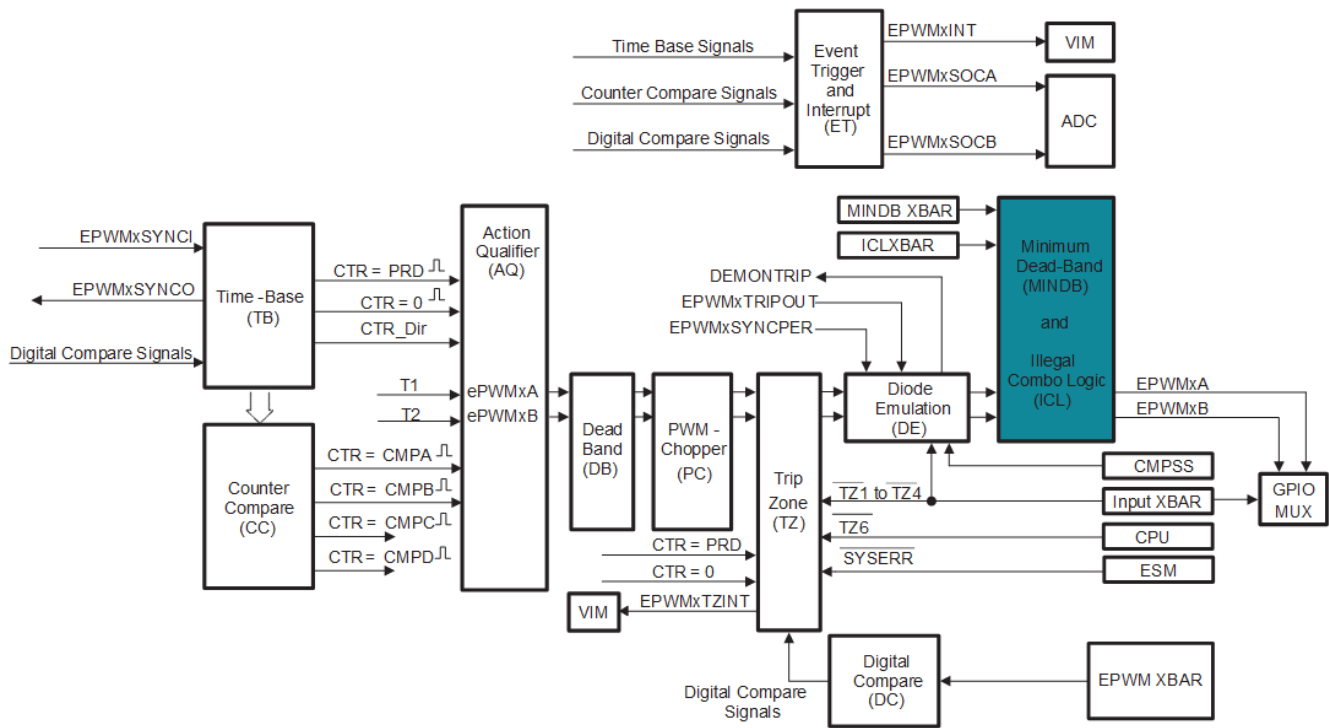 Time Base Signals
Counter Compare Signals
Digital Compare Signals
Event
Trigger
and
Interrupt
(ET)
EPWMxINT
EPWMxSOCA
EPWMxSOCB
VIM
ADC
EPWMxSYNCI
EPWMxSYNCO
Digital Compare Signals
Time -Base
(TB)
CTR = PRD
CTR = 0
CTR_Dir
T1
T2
Action
Qualifier
(AQ)
ePWMxA
ePWMxB
Counter
Compare
(CC)
CTR = CMPA
CTR = CMPB
CTR = CMPC
CTR = CMPD
Dead
Band
(DB)
PWM -
Chopper
(PC)
Trip
Zone
(TZ)
CTR = PRD
CTR = 0
EPWMxTZINT
VIM
DEMONTRIP
EPWMxTRIPOUT
EPWMxSYNCPER
Diode
Emulation
(DE)
MINDB XBAR
ICLXBAR
Minimum
Dead-Band
(MINDB)
and
Illegal
Combo Logic
(ICL)
EPWMxA
EPWMxB
CMPSS
TZ1 to TZ4
Input XBAR
GPIO
MUX
TZ6
CPU
SYSERR
ESM
Digital Compare
Signals
Digital
Compare
(DC)
EPWM XBAR